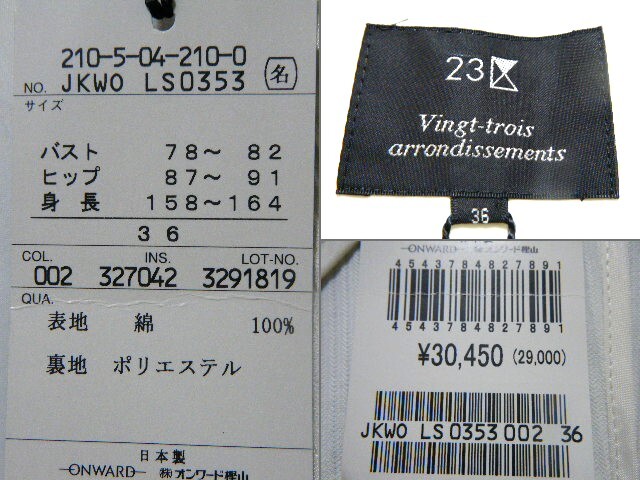 210-5-04-210-0
NO. JKWO LS0353 名
サイズ
バスト 78〜 82
ヒップ 87〜 91
身 長 158〜164
36
COL. INS. LOT-NO.
002 327042 3291819
QUA.
表地 綿 100%
裏地 ポリエステル
日本製
ONWARD ㈱オンワード樫山
23
Vingt-trois
arrondissements
36
ONWARD ㈱オンワード樫山
4543784827891
4543784827891
¥30,450 (29,000)
JKWO LS0353 002 36